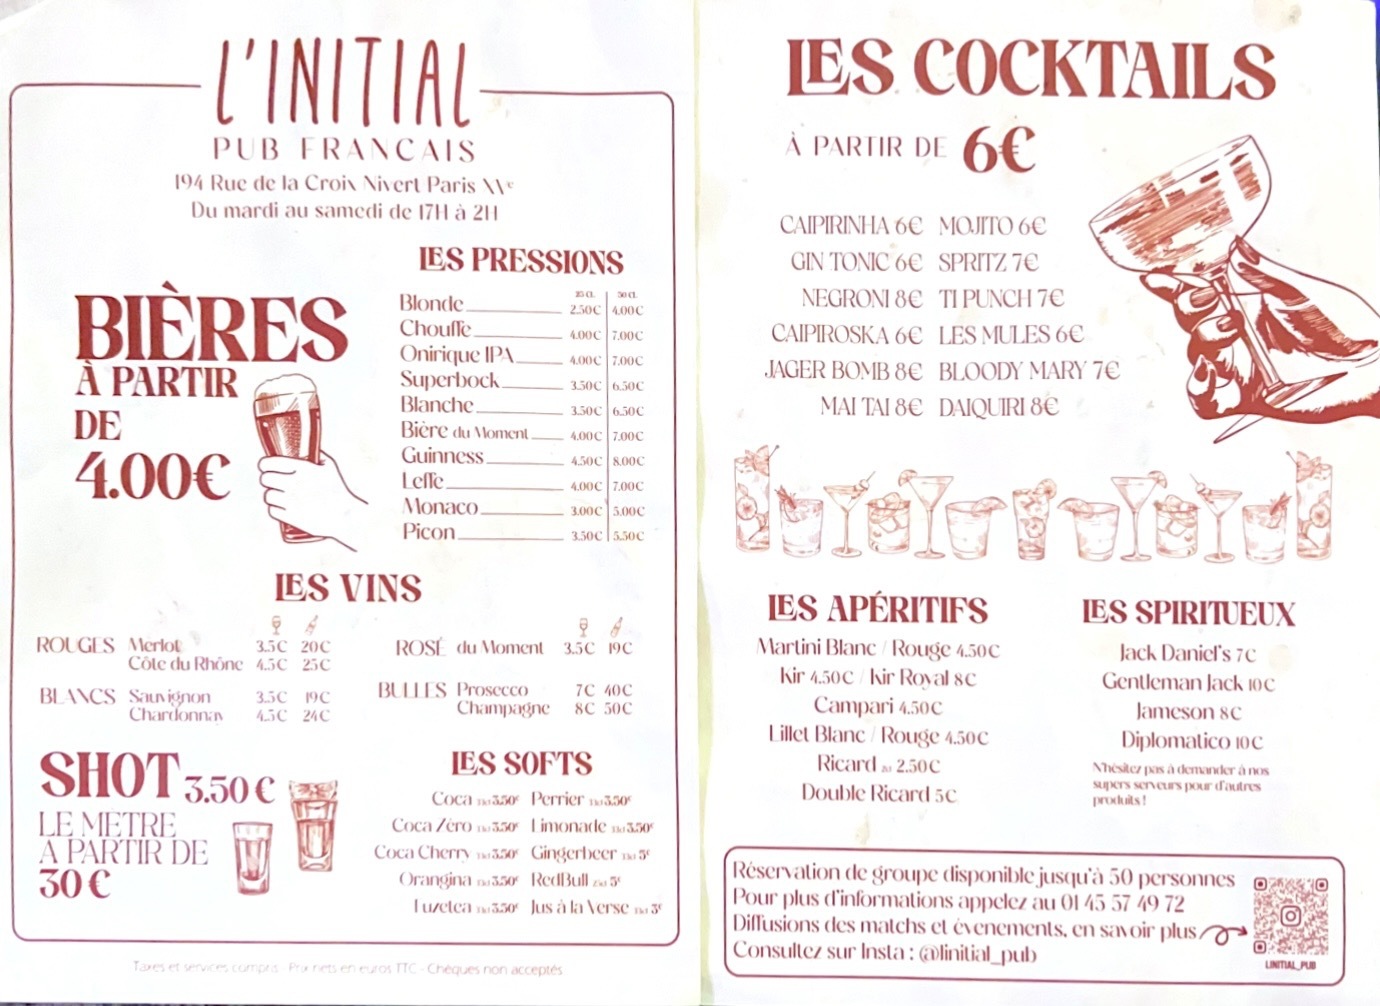 L'INITIAL
PUB FRANCAIS
194 Rue de la Croix Nivert Paris XVe
Du mardi au samedi de 17H à 2H
BIÈRES
À PARTIR
DE
4.00€
LES PRESSIONS
25 CL 50 CL
Blonde 2.50€ 4.00€
Chouffe 4.00€ 7.00€
Onirique IPA 4.00€ 7.00€
Superbock 3.50€ 6.50€
Blanche 3.50€ 6.50€
Bière du Moment 4.00€ 7.00€
Guinness 4.50€ 8.00€
Leffe 4.00€ 7.00€
Monaco 3.00€ 5.00€
Picon 3.50€ 5.50€
LES VINS
ROUGES Merlot 3.5€ 20€
Côte du Rhône 4.5€ 25€
BLANCS Sauvignon 3.5€ 19€
Chardonnay 4.5€ 24€
ROSÉ du Moment 3.5€ 19€
BULLES Prosecco 7€ 40€
Champagne 8€ 50€
SHOT 3.50€
LE MÈTRE
A PARTIR DE
30€
LES SOFTS
Coca 3.50€ Perrier 3.50€
Coca Zéro 3.50€ Limonade 3.50€
Coca Cherry 3.50€ Gingerbeer 5€
Orangina 3.50€ RedBull 5€
Fuzetea 3.50€ Jus à la Verse 3€
Taxes et services compris - Prix nets en euros TTC - Chèques non acceptés
LES COCKTAILS
À PARTIR DE 6€
CAIPIRINHA 6€ MOJITO 6€
GIN TONIC 6€ SPRITZ 7€
NEGRONI 8€ TI PUNCH 7€
CAIPIROSKA 6€ LES MULES 6€
JAGER BOMB 8€ BLOODY MARY 7€
MAI TAI 8€ DAIQUIRI 8€
LES APÉRITIFS
Martini Blanc / Rouge 4.50€
Kir 4.50€ / Kir Royal 8€
Campari 4.50€
Lillet Blanc / Rouge 4.50€
Ricard 2.50€
Double Ricard 5€
LES SPIRITUEUX
Jack Daniel's 7€
Gentleman Jack 10€
Jameson 8€
Diplomatico 10€
N'hésitez pas à demander à nos
supers serveurs pour d'autres
produits !
Réservation de groupe disponible jusqu'à 50 personnes
Pour plus d'informations appelez au 01 45 57 49 72
Diffusions des matchs et évenements, en savoir plus
Consultez sur Insta : @linitial_pub
LINITIAL_PUB